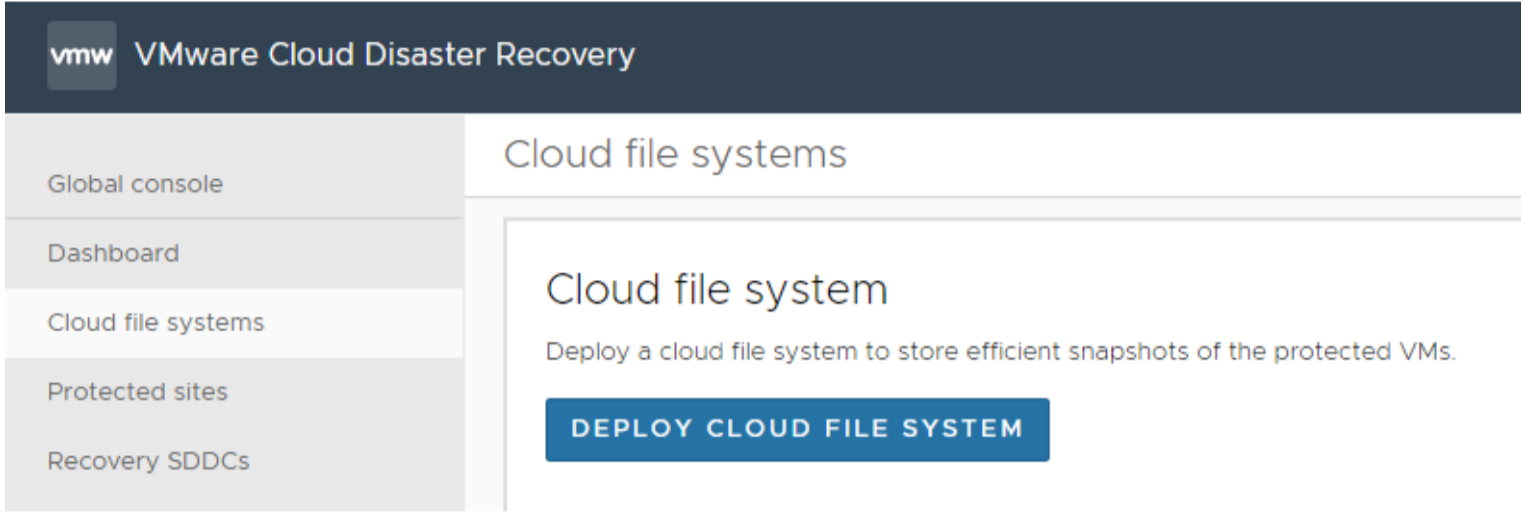 vmw VMware Cloud Disaster Recovery
Global console
Dashboard
Cloud file systems
Protected sites
Recovery SDDCs
Cloud file systems
Cloud file system
Deploy a cloud file system to store efficient snapshots of the protected VMs.
DEPLOY CLOUD FILE SYSTEM